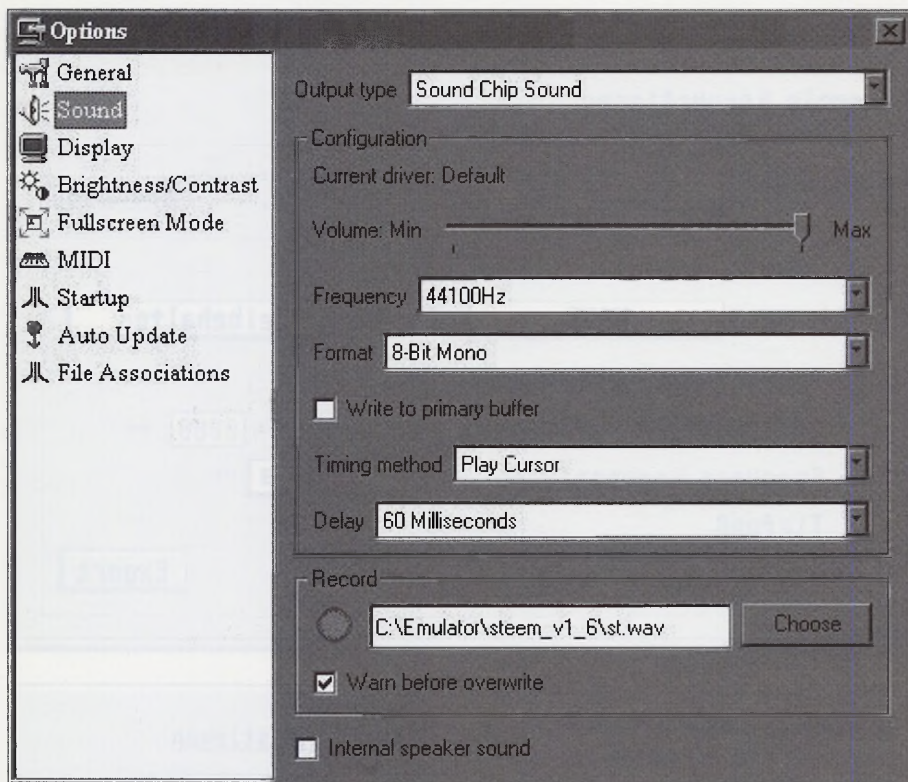 Options
General
Sound
Display
Brightness/Contrast
Fullscreen Mode
MIDI
Startup
Auto Update
File Associations
Output type Sound Chip Sound
Configuration
Current driver: Default
Volume: Min Max
Frequency 44100Hz
Format 8-Bit Mono
Write to primary buffer
Timing method Play Cursor
Delay 60 Milliseconds
Record
C:\Emulator\steem_v1_6\st.wav Choose
Warn before overwrite
Internal speaker sound